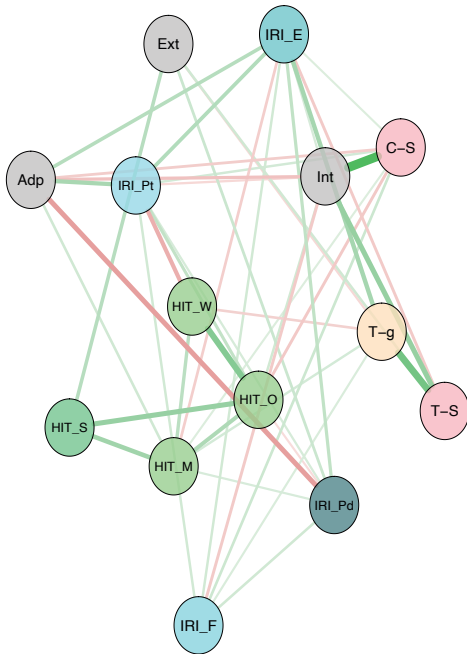 Ext
IRI_E
C-S
Adp
IRI_Pt
Int
HIT_W
T-g
HIT_O
T-S
HIT_S
HIT_M
IRI_Pd
IRI_F